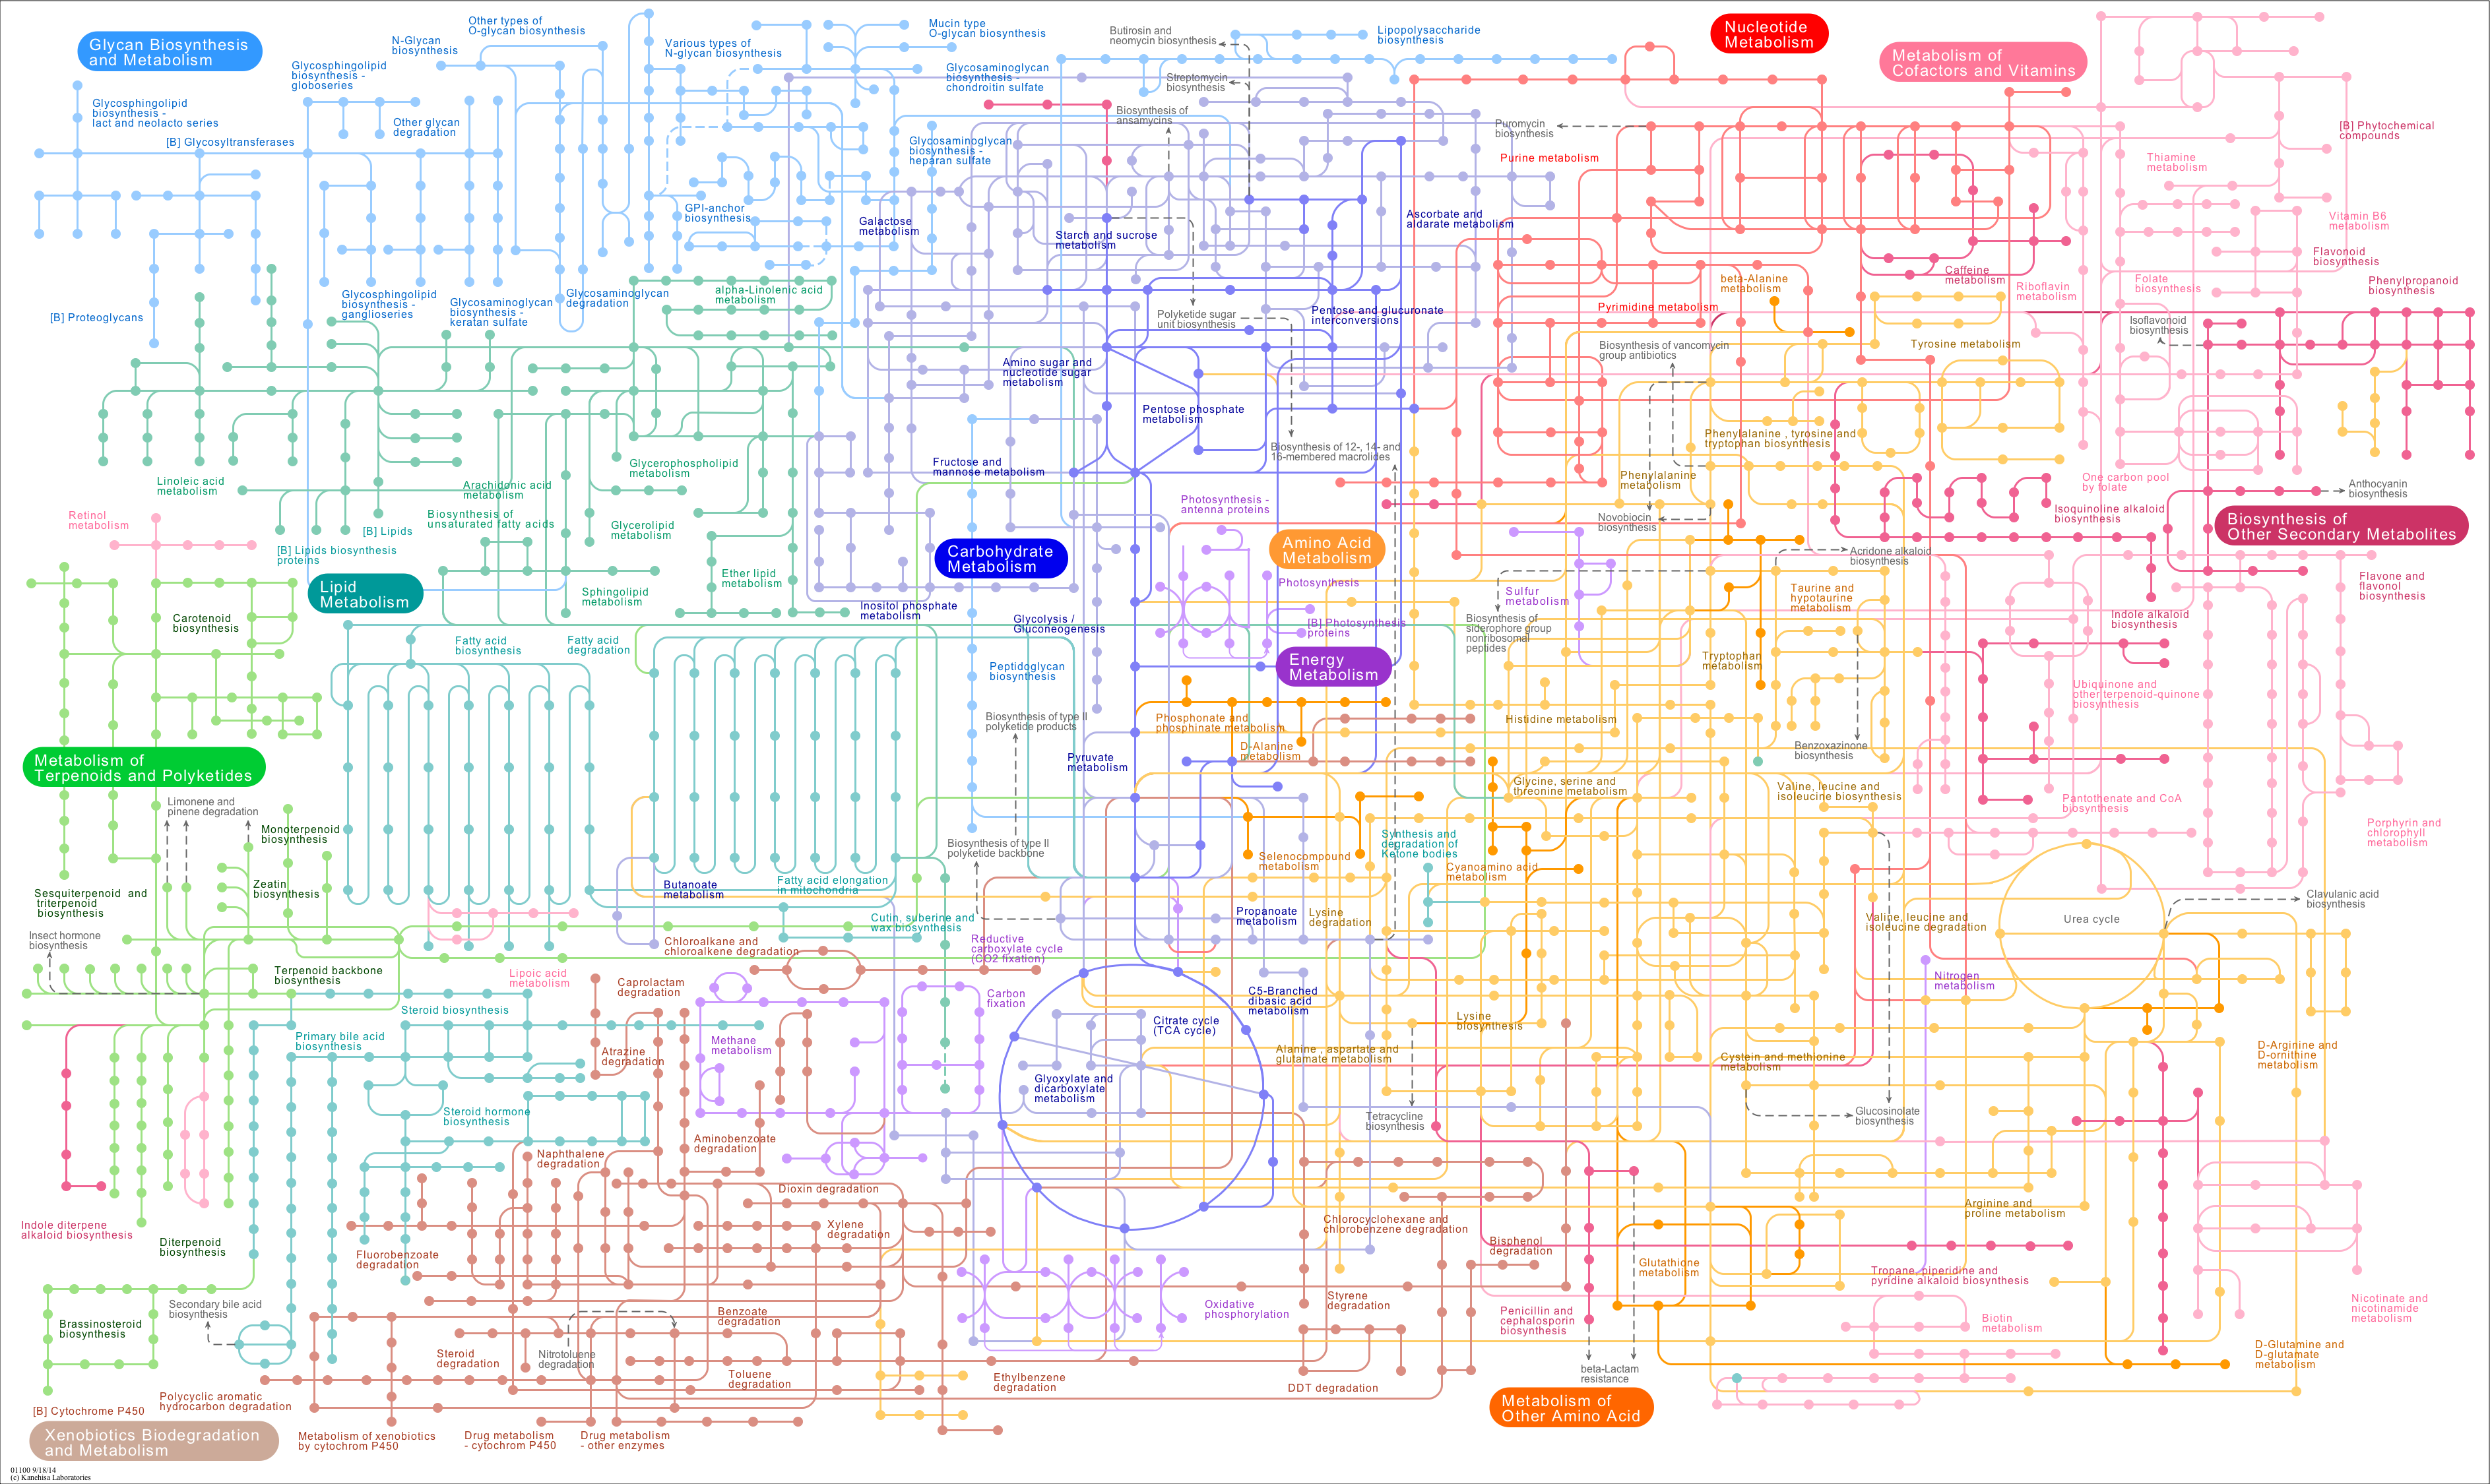 Glycan Biosynthesis
and Metabolism
Other types of
O-glycan biosynthesis
N-Glycan
biosynthesis
Various types of
N-glycan biosynthesis
Mucin type
O-glycan biosynthesis
Butirosin and
neomycin biosynthesis
Lipopolysaccharide
biosynthesis
Nucleotide
Metabolism
Metabolism of
Cofactors and Vitamins
Glycosphingolipid
biosynthesis -
globoseries
Glycosaminoglycan
biosynthesis -
chondroitin sulfate
Streptomycin
biosynthesis
Glycosphingolipid
biosynthesis -
lact and neolacto series
Other glycan
degradation
Biosynthesis of
ansamycins
Puromycin
biosynthesis
[B] Phytochemical
compounds
[B] Glycosyltransferases
Glycosaminoglycan
biosynthesis -
heparan sulfate
Purine metabolism
Thiamine
metabolism
GPI-anchor
biosynthesis
Galactose
metabolism
Starch and sucrose
metabolism
Ascorbate and
aldarate metabolism
Vitamin B6
metabolism
Flavonoid
biosynthesis
Caffeine
metabolism
Riboflavin
metabolism
Folate
biosynthesis
Phenylpropanoid
biosynthesis
beta-Alanine
metabolism
[B] Proteoglycans
Glycosphingolipid
biosynthesis -
ganglioseries
Glycosaminoglycan
biosynthesis -
keratan sulfate
Glycosaminoglycan
degradation
alpha-Linolenic acid
metabolism
Polyketide sugar
unit biosynthesis
Pentose and glucuronate
interconversions
Pyrimidine metabolism
Isoflavonoid
biosynthesis
Biosynthesis of vancomycin
group antibiotics
Tyrosine metabolism
Amino sugar and
nucleotide sugar
metabolism
Pentose phosphate
metabolism
Phenylalanine , tyrosine and
tryptophan biosynthesis
Biosynthesis of 12-, 14- and
16-membered macrolides
Fructose and
mannose metabolism
Glycerophospholipid
metabolism
Linoleic acid
metabolism
Arachidonic acid
metabolism
Phenylalanine
metabolism
One carbon pool
by folate
Anthocyanin
biosynthesis
Retinol
metabolism
Biosynthesis of
unsaturated fatty acids
[B] Lipids
Glycerolipid
metabolism
Photosynthesis -
antenna proteins
Novobiocin
biosynthesis
Isoquinoline alkaloid
biosynthesis
Biosynthesis of
Other Secondary Metabolites
[B] Lipids biosynthesis
proteins
Carbohydrate
Metabolism
Amino Acid
Metabolism
Acridone alkaloid
biosynthesis
Lipid
Metabolism
Sphingolipid
metabolism
Ether lipid
metabolism
Photosynthesis
Sulfur
metabolism
Taurine and
hypotaurine
metabolism
Flavone and
flavonol
biosynthesis
Carotenoid
biosynthesis
Inositol phosphate
metabolism
Glycolysis /
Gluconeogenesis
[B] Photosynthesis
proteins
Biosynthesis of
siderophore group
nonribosomal
peptides
Indole alkaloid
biosynthesis
Fatty acid
biosynthesis
Fatty acid
degradation
Peptidoglycan
biosynthesis
Energy
Metabolism
Tryptophan
metabolism
Ubiquinone and
other terpenoid-quinone
biosynthesis
Biosynthesis of type II
polyketide products
Phosphonate and
phosphinate metabolism
Histidine metabolism
D-Alanine
metabolism
Benzoxazinone
biosynthesis
Metabolism of
Terpenoids and Polyketides
Pyruvate
metabolism
Glycine, serine and
threonine metabolism
Valine, leucine and
isoleucine biosynthesis
Pantothenate and CoA
biosynthesis
Limonene and
pinene degradation
Monoterpenoid
biosynthesis
Biosynthesis of type II
polyketide backbone
Synthesis and
degradation of
Ketone bodies
Porphyrin and
chlorophyll
metabolism
Selenocompound
metabolism
Cyanoamino acid
metabolism
Sesquiterpenoid and
triterpenoid
biosynthesis
Zeatin
biosynthesis
Butanoate
metabolism
Fatty acid elongation
in mitochondria
Clavulanic acid
biosynthesis
Insect hormone
biosynthesis
Cutin, suberine and
wax biosynthesis
Propanoate
metabolism
Lysine
degradation
Valine, leucine and
isoleucine degradation
Urea cycle
Chloroalkane and
chloroalkene degradation
Reductive
carboxylate cycle
(CO2 fixation)
Terpenoid backbone
biosynthesis
Lipoic acid
metabolism
Caprolactam
degradation
Carbon
fixation
C5-Branched
dibasic acid
metabolism
Nitrogen
metabolism
Steroid biosynthesis
Citrate cycle
(TCA cycle)
Lysine
biosynthesis
Primary bile acid
biosynthesis
Atrazine
degradation
Methane
metabolism
Alanine , aspartate and
glutamate metabolism
Cystein and methionine
metabolism
D-Arginine and
D-ornithine
metabolism
Glyoxylate and
dicarboxylate
metabolism
Steroid hormone
biosynthesis
Tetracycline
biosynthesis
Glucosinolate
biosynthesis
Aminobenzoate
degradation
Naphthalene
degradation
Dioxin degradation
Indole diterpene
alkaloid biosynthesis
Diterpenoid
biosynthesis
Fluorobenzoate
degradation
Xylene
degradation
Chlorocyclohexane and
chlorobenzene degradation
Bisphenol
degradation
Arginine and
proline metabolism
Glutathione
metabolism
Tropane, piperidine and
pyridine alkaloid biosynthesis
Secondary bile acid
biosynthesis
Brassinosteroid
biosynthesis
Benzoate
degradation
Oxidative
phosphorylation
Styrene
degradation
Penicillin and
cephalosporin
biosynthesis
Biotin
metabolism
Nicotinate and
nicotinamide
metabolism
Steroid
degradation
Nitrotoluene
degradation
Toluene
degradation
Ethylbenzene
degradation
DDT degradation
beta-Lactam
resistance
D-Glutamine and
D-glutamate
metabolism
Polycyclic aromatic
hydrocarbon degradation
[B] Cytochrome P450
Metabolism of
Other Amino Acid
Xenobiotics Biodegradation
and Metabolism
Metabolism of xenobiotics
by cytochrom P450
Drug metabolism
- cytochrom P450
Drug metabolism
- other enzymes
01100 9/18/14
(c) Kanehisa Laboratories